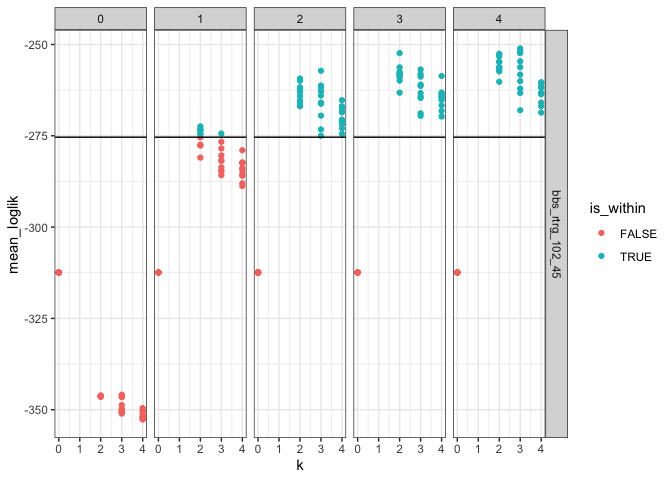 0 1 2 3 4
-250
-275
-300
-325
-350
mean_loglik
0 1 2 3 4 0 1 2 3 4 0 1 2 3 4 0 1 2 3 4 0 1 2 3 4
k
bbs_rtrg_102_45
is_within
FALSE
TRUE